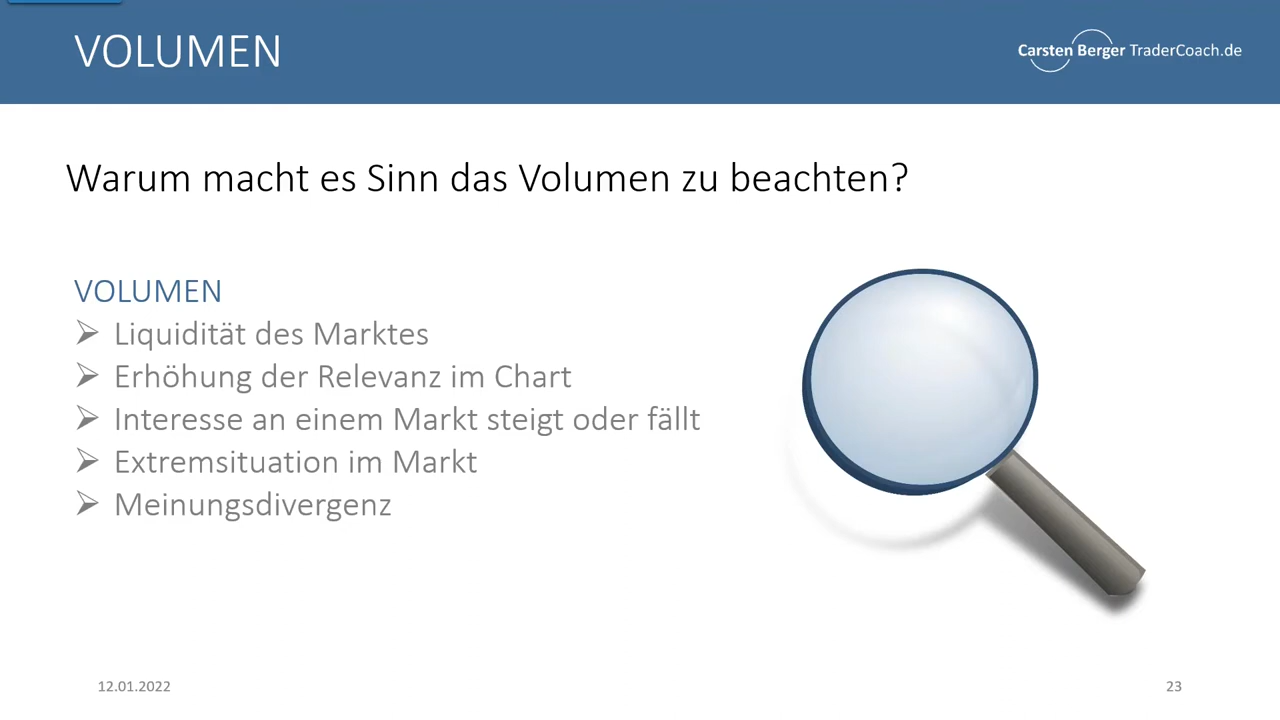 VOLUMEN
Carsten Berger TraderCoach.de
Warum macht es Sinn das Volumen zu beachten?
VOLUMEN
➢ Liquidität des Marktes
➢ Erhöhung der Relevanz im Chart
➢ Interesse an einem Markt steigt oder fällt
➢ Extremsituation im Markt
➢ Meinungsdivergenz
12.01.2022
23